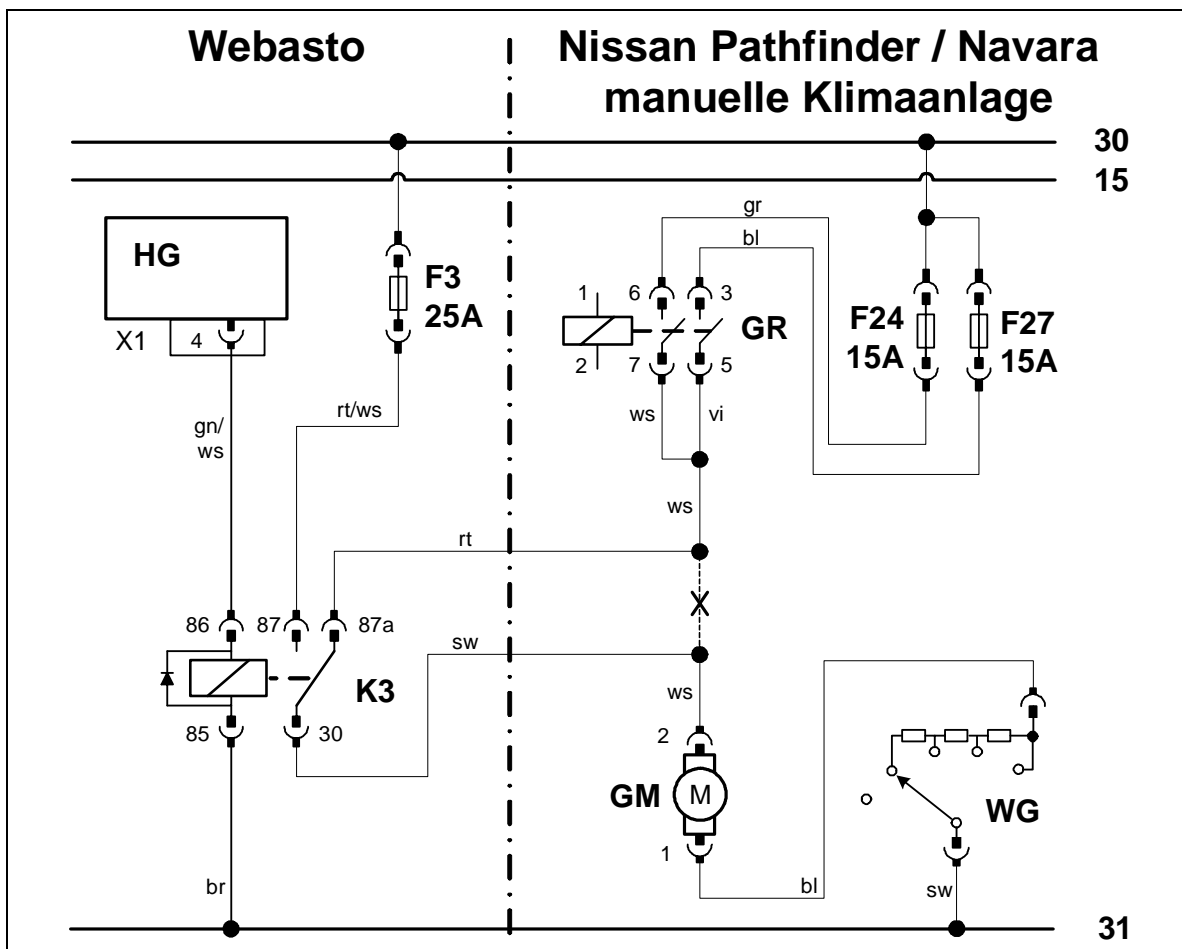 Webasto
Nissan Pathfinder / Navara
manuelle Klimaanlage
30
15
gr
bl
HG
F3
25A
1
6
3
GR
F24
15A
F27
15A
X1
4
2
7
5
rt/ws
ws
vi
gn/
ws
ws
rt
86
87
87a
sw
K3
ws
85
30
2
GM
M
WG
1
br
bl
sw
31